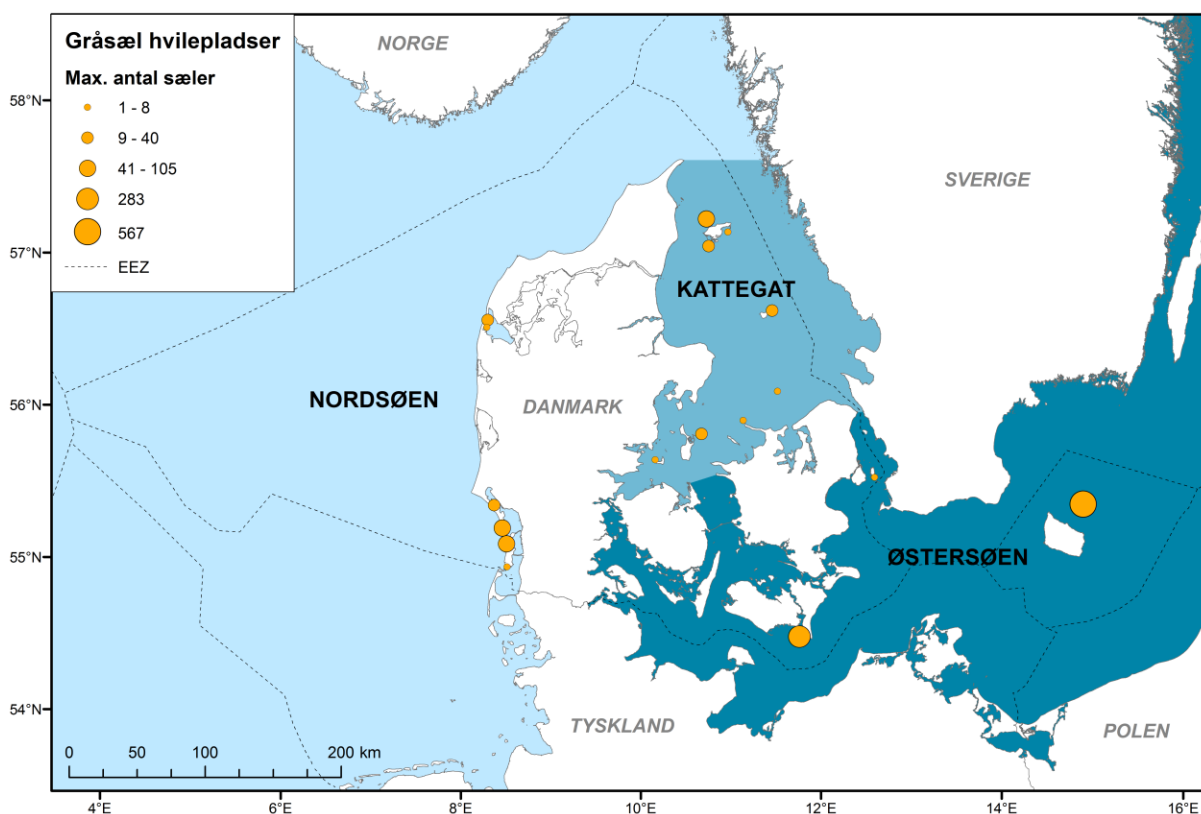 Gråsæl hvilepladser
Max. antal sæler
1 - 8
9 - 40
41 - 105
283
567
EEZ
NORGE
SVERIGE
KATTEGAT
NORDSØEN
DANMARK
ØSTERSØEN
TYSKLAND
POLEN
58°N
57°N
56°N
55°N
54°N
0 50 100 200 km
4°E 6°E 8°E 10°E 12°E 14°E 16°E